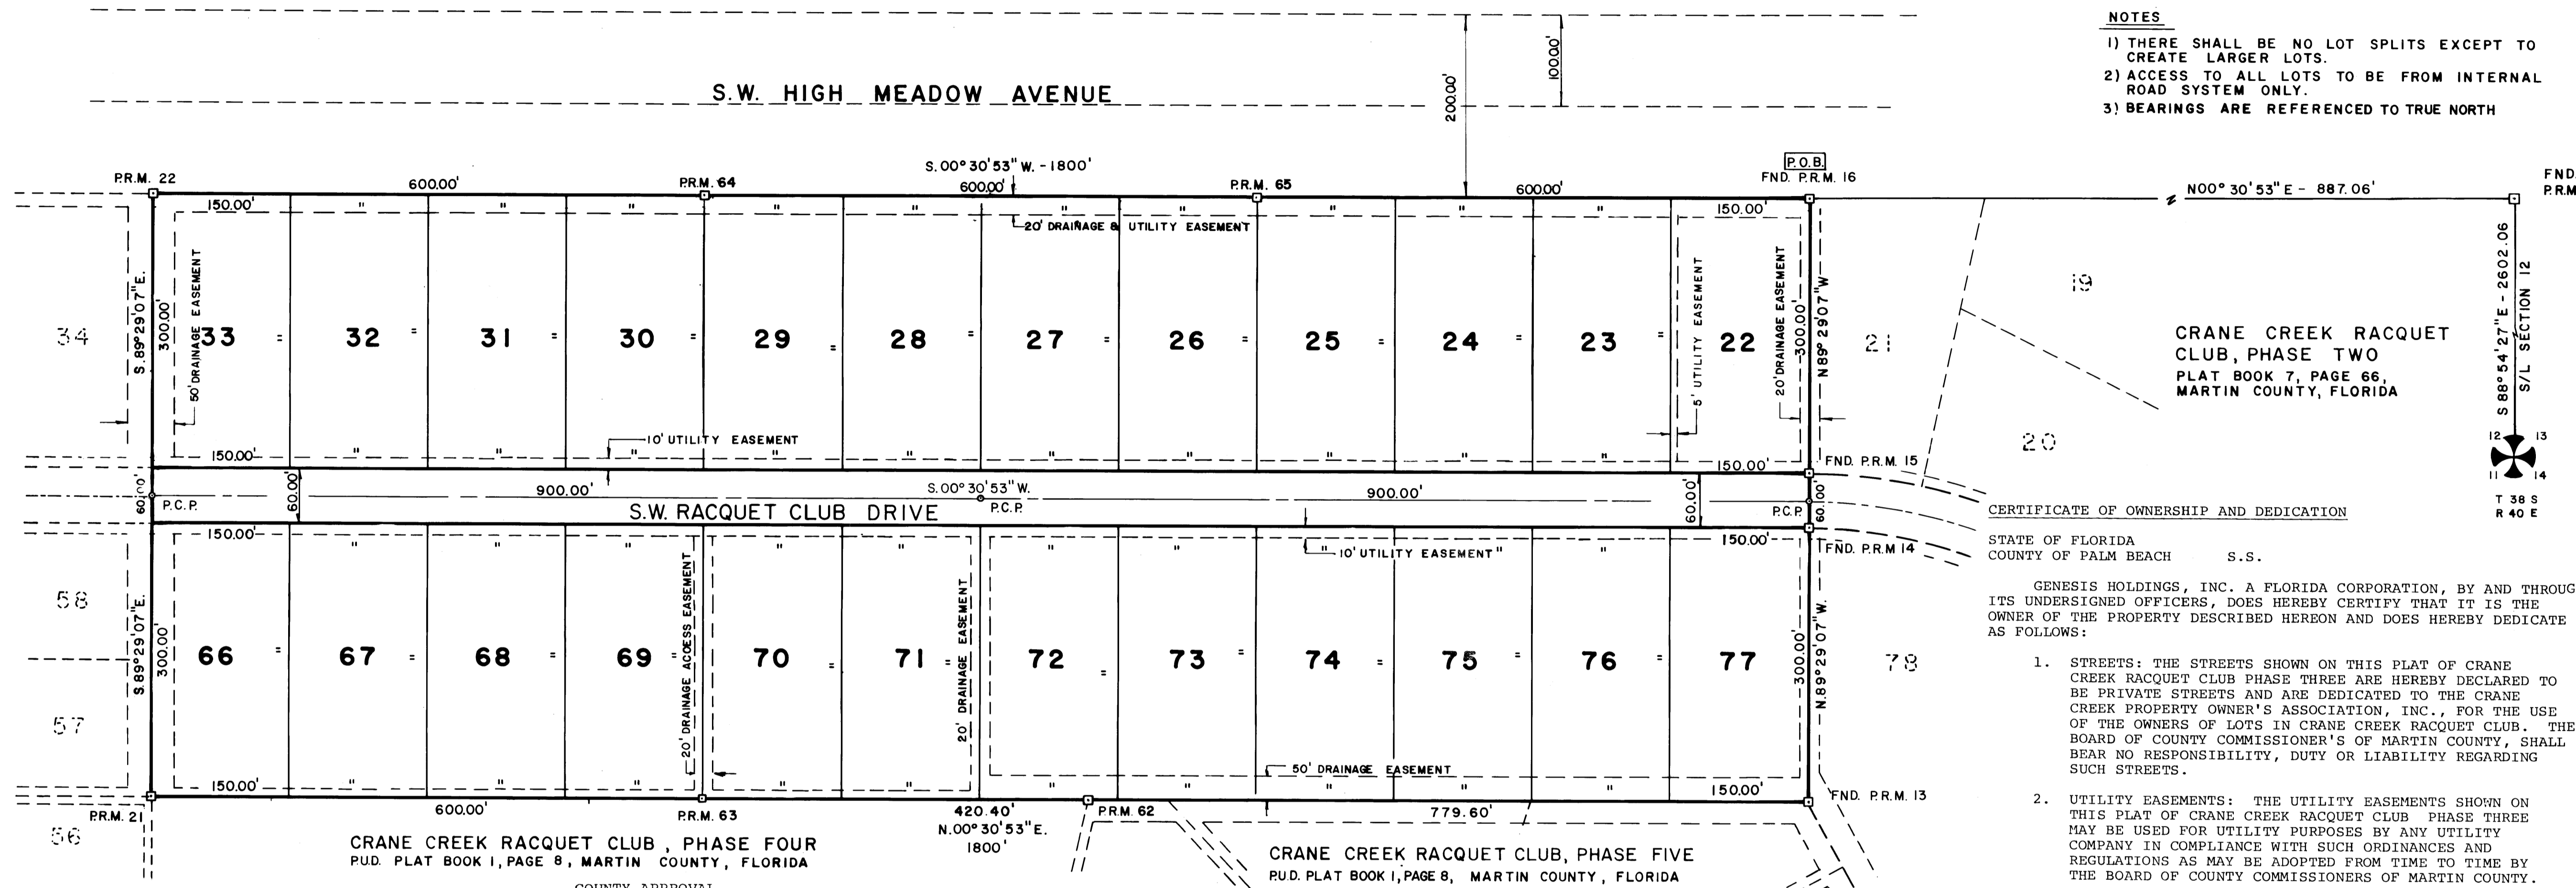 NOTES
1) THERE SHALL BE NO LOT SPLITS EXCEPT TO
CREATE LARGER LOTS.
2) ACCESS TO ALL LOTS TO BE FROM INTERNAL
ROAD SYSTEM ONLY.
3) BEARINGS ARE REFERENCED TO TRUE NORTH
100.00'
200.00'
S.W. HIGH MEADOW AVENUE
P.R.M. 22
600.00'
P.R.M. 64
S.00°30'53"W. - 1800'
600.00'
P.R.M. 65
600.00'
P.O.B.
FND. P.R.M. 16
N00°30'53"E - 887.06'
FND.
P.R.M
150.00' " " " " " " " " " " 150.00'
20' DRAINAGE & UTILITY EASEMENT
34
S.89°29'07"E.
300.00'
50' DRAINAGE EASEMENT
33 = 32 = 31 = 30 = 29 = 28 = 27 = 26 = 25 = 24 = 23 = 22
5' UTILITY EASEMENT
20' DRAINAGE EASEMENT
300.00'
N89°29'07"W
21
19
20
CRANE CREEK RACQUET
CLUB, PHASE TWO
PLAT BOOK 7, PAGE 66,
MARTIN COUNTY, FLORIDA
S 88°54'27"E - 2602.06
S/L SECTION 12
12 13
11 14
T 38 S
R 40 E
10' UTILITY EASEMENT
150.00' " " " " " " " " " " 150.00'
FND. P.R.M. 15
60.00'
P.C.P.
60.00'
900.00'
S.00°30'53"W.
P.C.P.
900.00'
60.00'
P.C.P.
60.00'
S.W. RACQUET CLUB DRIVE
FND. P.R.M 14
150.00' " " " " " " " " " " 150.00'
10' UTILITY EASEMENT
58
57
56
S.89°29'07"E.
300.00'
66 = 67 = 68 = 69 = 70 = 71 = 72 = 73 = 74 = 75 = 76 = 77
20' DRAINAGE ACCESS EASEMENT
20' DRAINAGE EASEMENT
300.00'
N.89°29'07"W.
78
50' DRAINAGE EASEMENT
150.00' " " " " " " " " " " 150.00'
P.R.M. 21
600.00'
P.R.M. 63
420.40'
N.00°30'53"E.
1800'
P.R.M. 62
779.60'
FND. P.R.M. 13
CRANE CREEK RACQUET CLUB, PHASE FOUR
P.U.D. PLAT BOOK 1, PAGE 8, MARTIN COUNTY, FLORIDA
CRANE CREEK RACQUET CLUB, PHASE FIVE
P.U.D. PLAT BOOK 1, PAGE 8, MARTIN COUNTY, FLORIDA
COUNTY APPROVAL
CERTIFICATE OF OWNERSHIP AND DEDICATION
STATE OF FLORIDA
COUNTY OF PALM BEACH S.S.
GENESIS HOLDINGS, INC. A FLORIDA CORPORATION, BY AND THROUG
ITS UNDERSIGNED OFFICERS, DOES HEREBY CERTIFY THAT IT IS THE
OWNER OF THE PROPERTY DESCRIBED HEREON AND DOES HEREBY DEDICATE
AS FOLLOWS:
1. STREETS: THE STREETS SHOWN ON THIS PLAT OF CRANE
CREEK RACQUET CLUB PHASE THREE ARE HEREBY DECLARED TO
BE PRIVATE STREETS AND ARE DEDICATED TO THE CRANE
CREEK PROPERTY OWNER'S ASSOCIATION, INC., FOR THE USE
OF THE OWNERS OF LOTS IN CRANE CREEK RACQUET CLUB. THE
BOARD OF COUNTY COMMISSIONER'S OF MARTIN COUNTY, SHALL
BEAR NO RESPONSIBILITY, DUTY OR LIABILITY REGARDING
SUCH STREETS.
2. UTILITY EASEMENTS: THE UTILITY EASEMENTS SHOWN ON
THIS PLAT OF CRANE CREEK RACQUET CLUB PHASE THREE
MAY BE USED FOR UTILITY PURPOSES BY ANY UTILITY
COMPANY IN COMPLIANCE WITH SUCH ORDINANCES AND
REGULATIONS AS MAY BE ADOPTED FROM TIME TO TIME BY
THE BOARD OF COUNTY COMMISSIONERS OF MARTIN COUNTY.